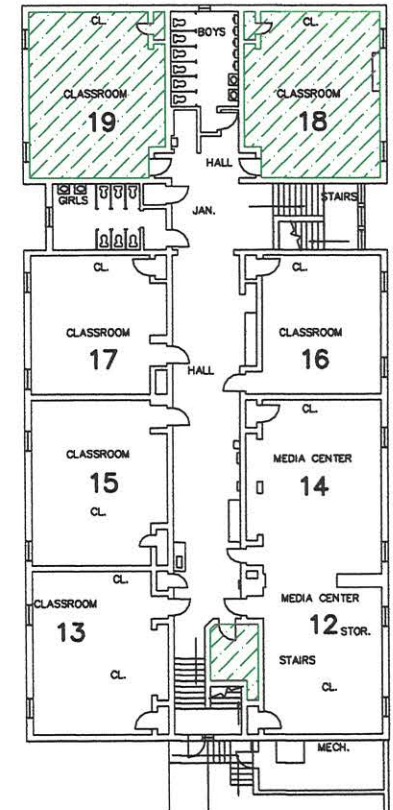 CL.
BOYS
CL.
CLASSROOM
19
CLASSROOM
18
HALL
GIRLS
STAIRS
JAN.
CL.
CL.
CLASSROOM
17
CLASSROOM
16
HALL
CL.
CLASSROOM
15
MEDIA CENTER
14
CL.
CL.
CLASSROOM
13
MEDIA CENTER
12 STOR.
STAIRS
CL.
CL.
MECH.